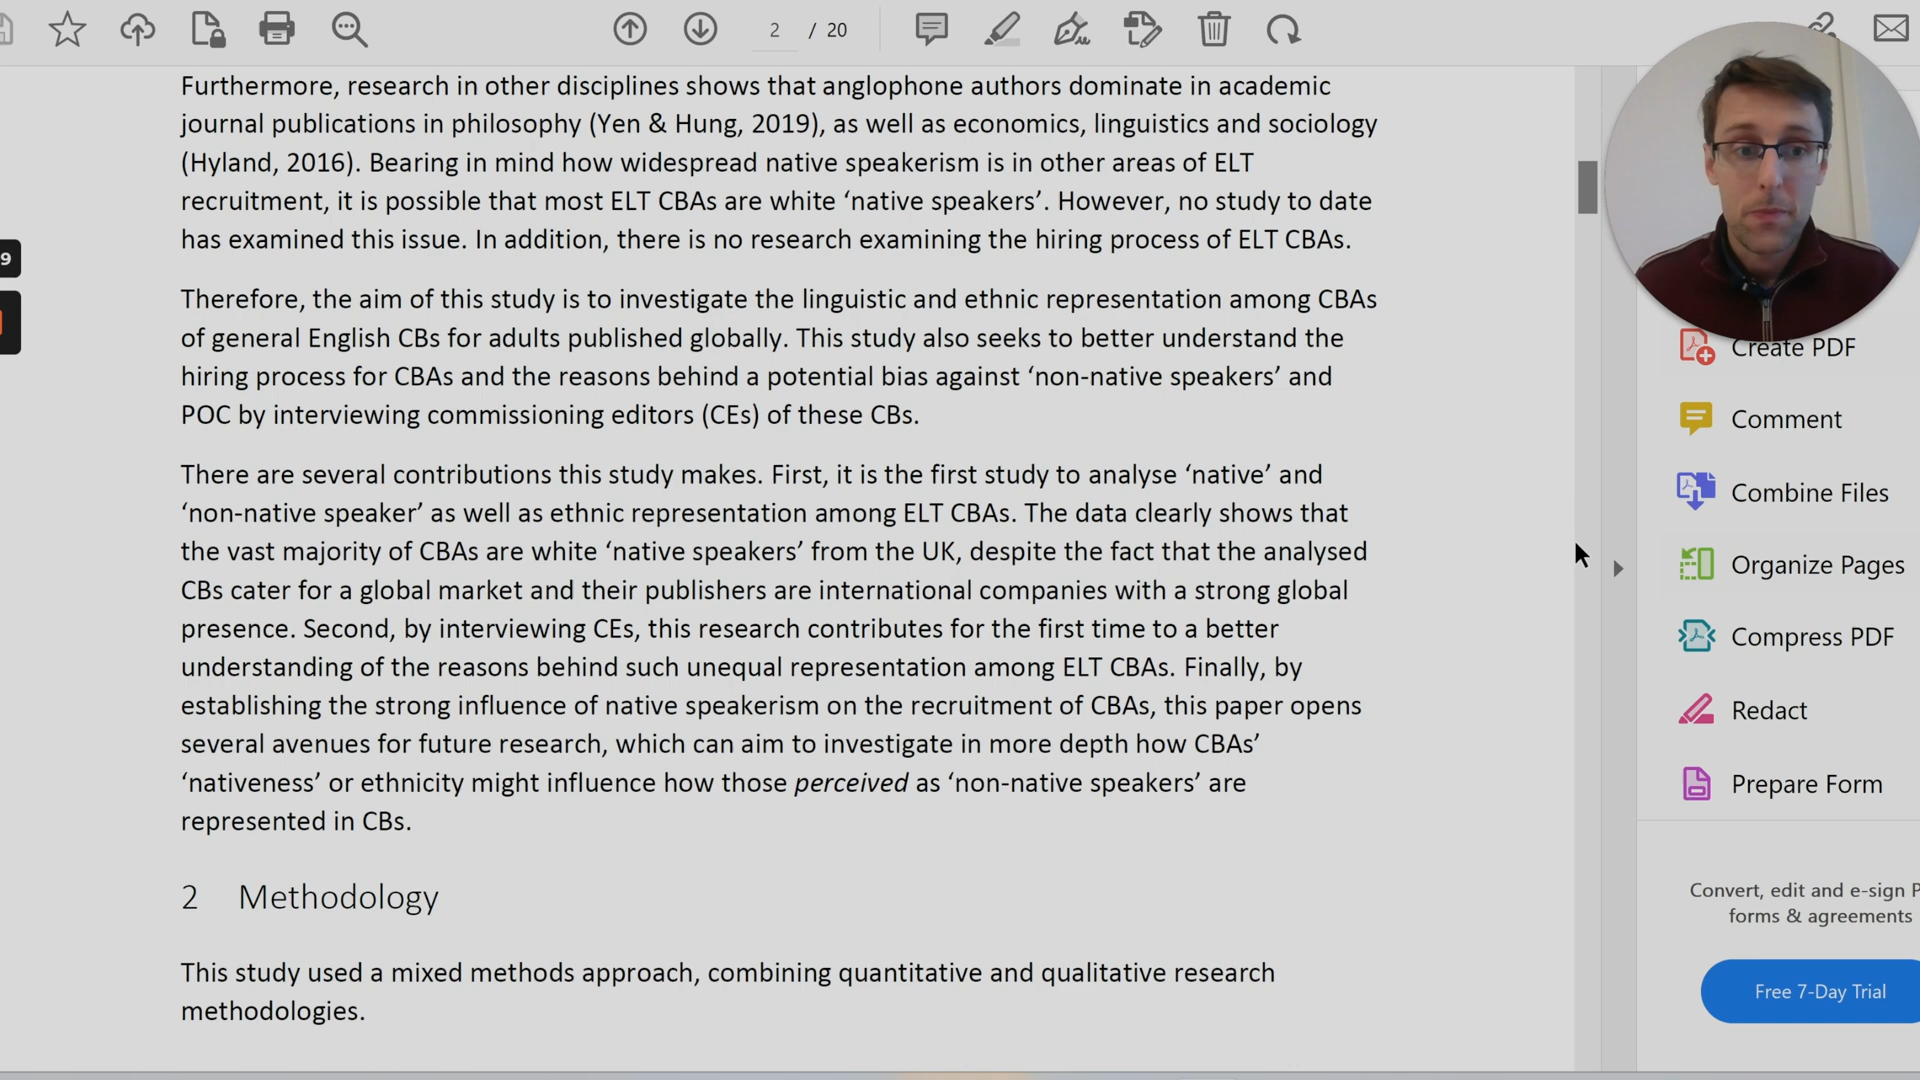 2 / 20
Furthermore, research in other disciplines shows that anglophone authors dominate in academic
journal publications in philosophy (Yen & Hung, 2019), as well as economics, linguistics and sociology
(Hyland, 2016). Bearing in mind how widespread native speakerism is in other areas of ELT
recruitment, it is possible that most ELT CBAs are white ‘native speakers’. However, no study to date
has examined this issue. In addition, there is no research examining the hiring process of ELT CBAs.
9
Therefore, the aim of this study is to investigate the linguistic and ethnic representation among CBAs
of general English CBs for adults published globally. This study also seeks to better understand the
hiring process for CBAs and the reasons behind a potential bias against ‘non-native speakers’ and
POC by interviewing commissioning editors (CEs) of these CBs.
There are several contributions this study makes. First, it is the first study to analyse ‘native’ and
‘non-native speaker’ as well as ethnic representation among ELT CBAs. The data clearly shows that
the vast majority of CBAs are white ‘native speakers’ from the UK, despite the fact that the analysed
CBs cater for a global market and their publishers are international companies with a strong global
presence. Second, by interviewing CEs, this research contributes for the first time to a better
understanding of the reasons behind such unequal representation among ELT CBAs. Finally, by
establishing the strong influence of native speakerism on the recruitment of CBAs, this paper opens
several avenues for future research, which can aim to investigate in more depth how CBAs’
‘nativeness’ or ethnicity might influence how those perceived as ‘non-native speakers’ are
represented in CBs.
2 Methodology
This study used a mixed methods approach, combining quantitative and qualitative research
methodologies.
Create PDF
Comment
Combine Files
Organize Pages
Compress PDF
Redact
Prepare Form
Convert, edit and e-sign P
forms & agreements
Free 7-Day Trial